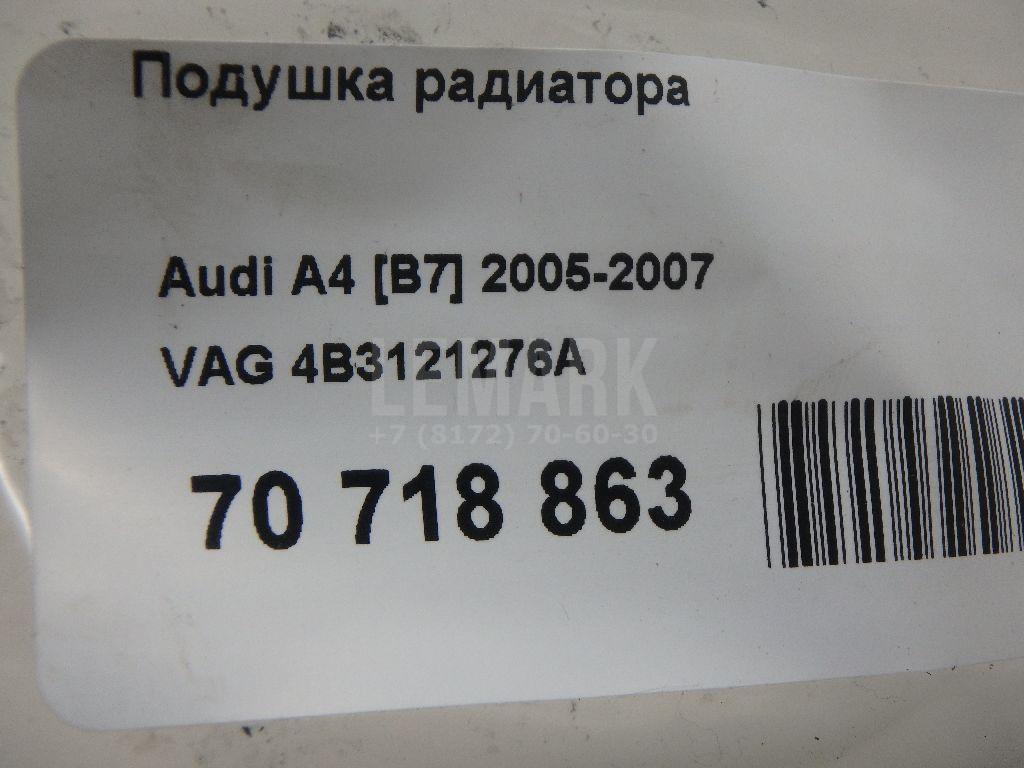 Подушка радиатора
Audi A4 [B7] 2005-2007
VAG 4B3121276A
LEMARK
+7 (8172) 70-60-30
70 718 863